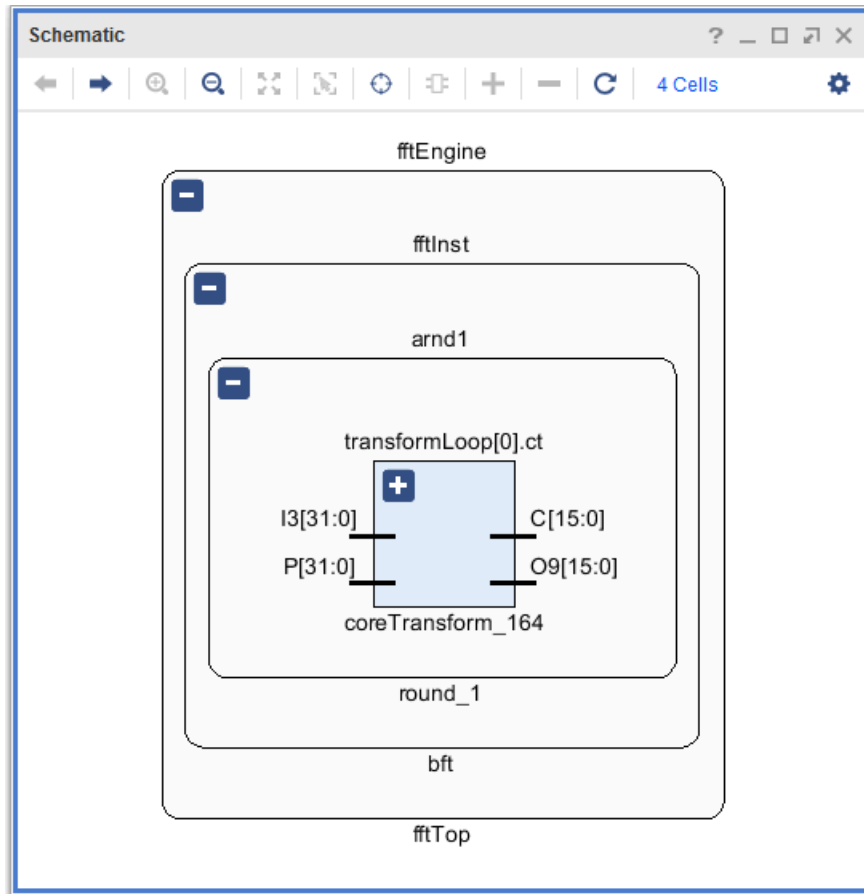 Schematic
4 Cells
fftEngine
fftInst
arnd1
transformLoop[0].ct
I3[31:0] C[15:0]
P[31:0] O9[15:0]
coreTransform_164
round_1
bft
fftTop